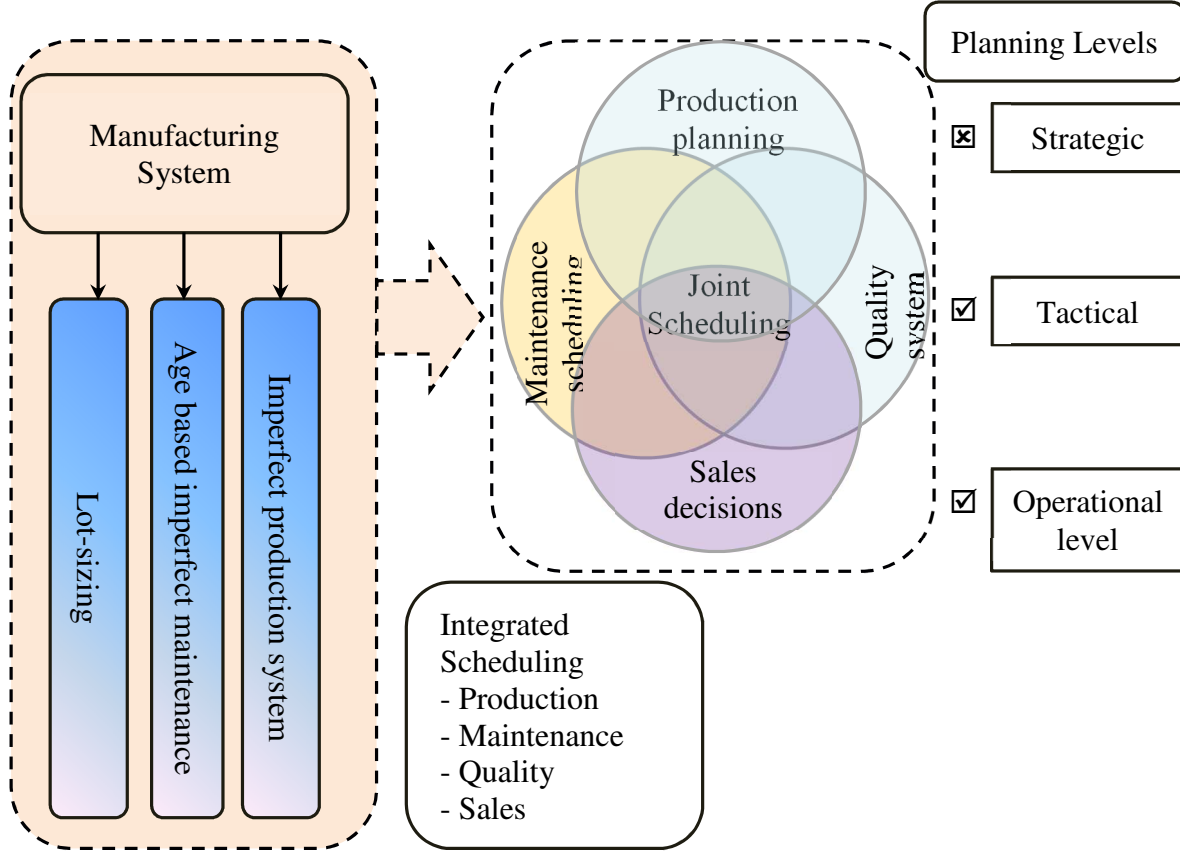 Manufacturing
System
Lot-sizing
Age based imperfect maintenance
Imperfect production system
Production
planning
Maintenance
scheduling
Joint
Scheduling
Quality
system
Sales
decisions
Integrated
Scheduling
- Production
- Maintenance
- Quality
- Sales
Planning Levels
Strategic
Tactical
Operational
level